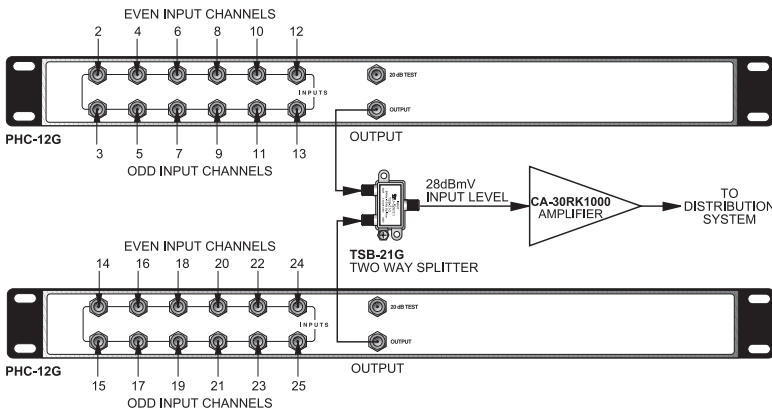 EVEN INPUT CHANNELS
2 4 6 8 10 12
20 dB TEST
INPUTS
OUTPUT
PHC-12G
3 5 7 9 11 13
ODD INPUT CHANNELS
OUTPUT
28dBmV
INPUT LEVEL
CA-30RK1000
AMPLIFIER
TO
DISTRIBUTION
SYSTEM
TSB-21G
TWO WAY SPLITTER
EVEN INPUT CHANNELS
14 16 18 20 22 24
20 dB TEST
INPUTS
OUTPUT
PHC-12G
15 17 19 21 23 25
ODD INPUT CHANNELS
OUTPUT